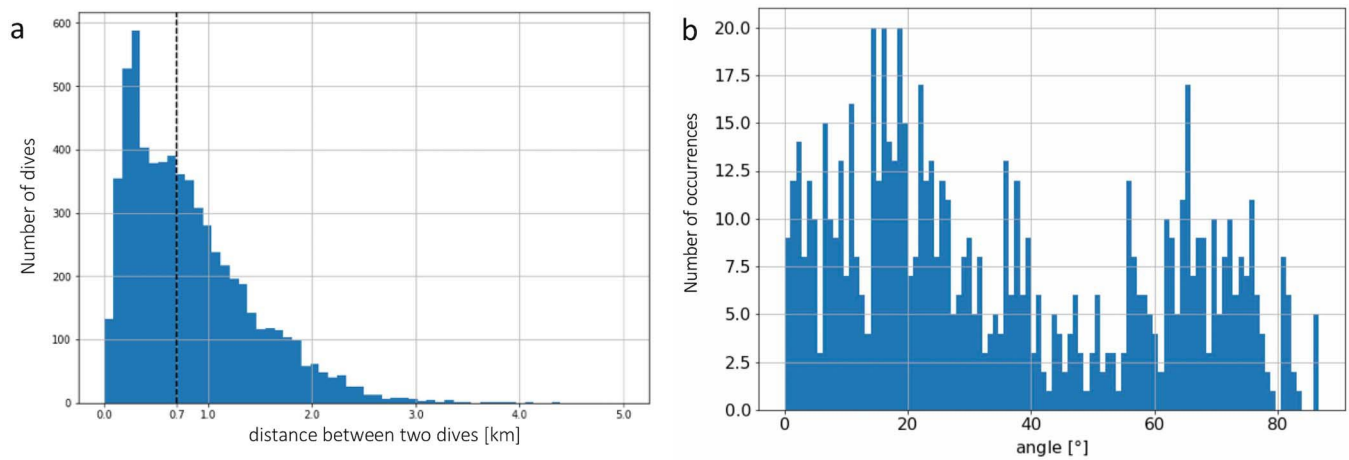 a
600
500
400
300
200
100
0
Number of dives
0.0 0.7 1.0 2.0 3.0 4.0 5.0
distance between two dives [km]
b
20.0
17.5
15.0
12.5
10.0
7.5
5.0
2.5
0.0
Number of occurrences
0 20 40 60 80
angle [°]